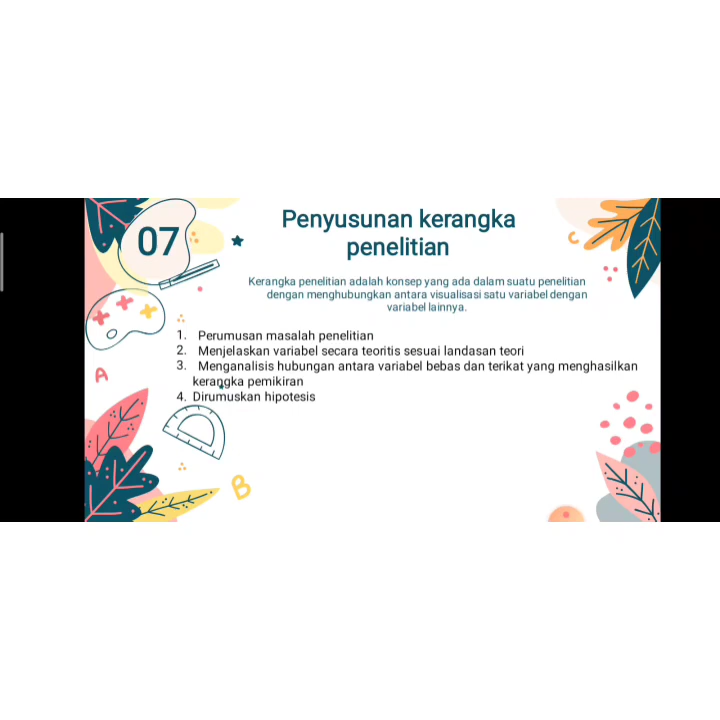 07
Penyusunan kerangka
penelitian
Kerangka penelitian adalah konsep yang ada dalam suatu penelitian
dengan menghubungkan antara visualisasi satu variabel dengan
variabel lainnya.
1. Perumusan masalah penelitian
2. Menjelaskan variabel secara teoritis sesuai landasan teori
3. Menganalisis hubungan antara variabel bebas dan terikat yang menghasilkan
kerangka pemikiran
4. Dirumuskan hipotesis
C
A
B